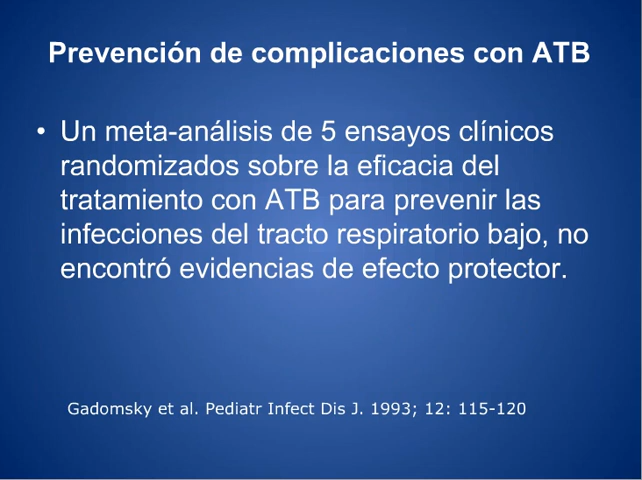 Prevención de complicaciones con ATB
• Un meta-análisis de 5 ensayos clínicos
randomizados sobre la eficacia del
tratamiento con ATB para prevenir las
infecciones del tracto respiratorio bajo, no
encontró evidencias de efecto protector.
Gadomsky et al. Pediatr Infect Dis J. 1993; 12: 115-120